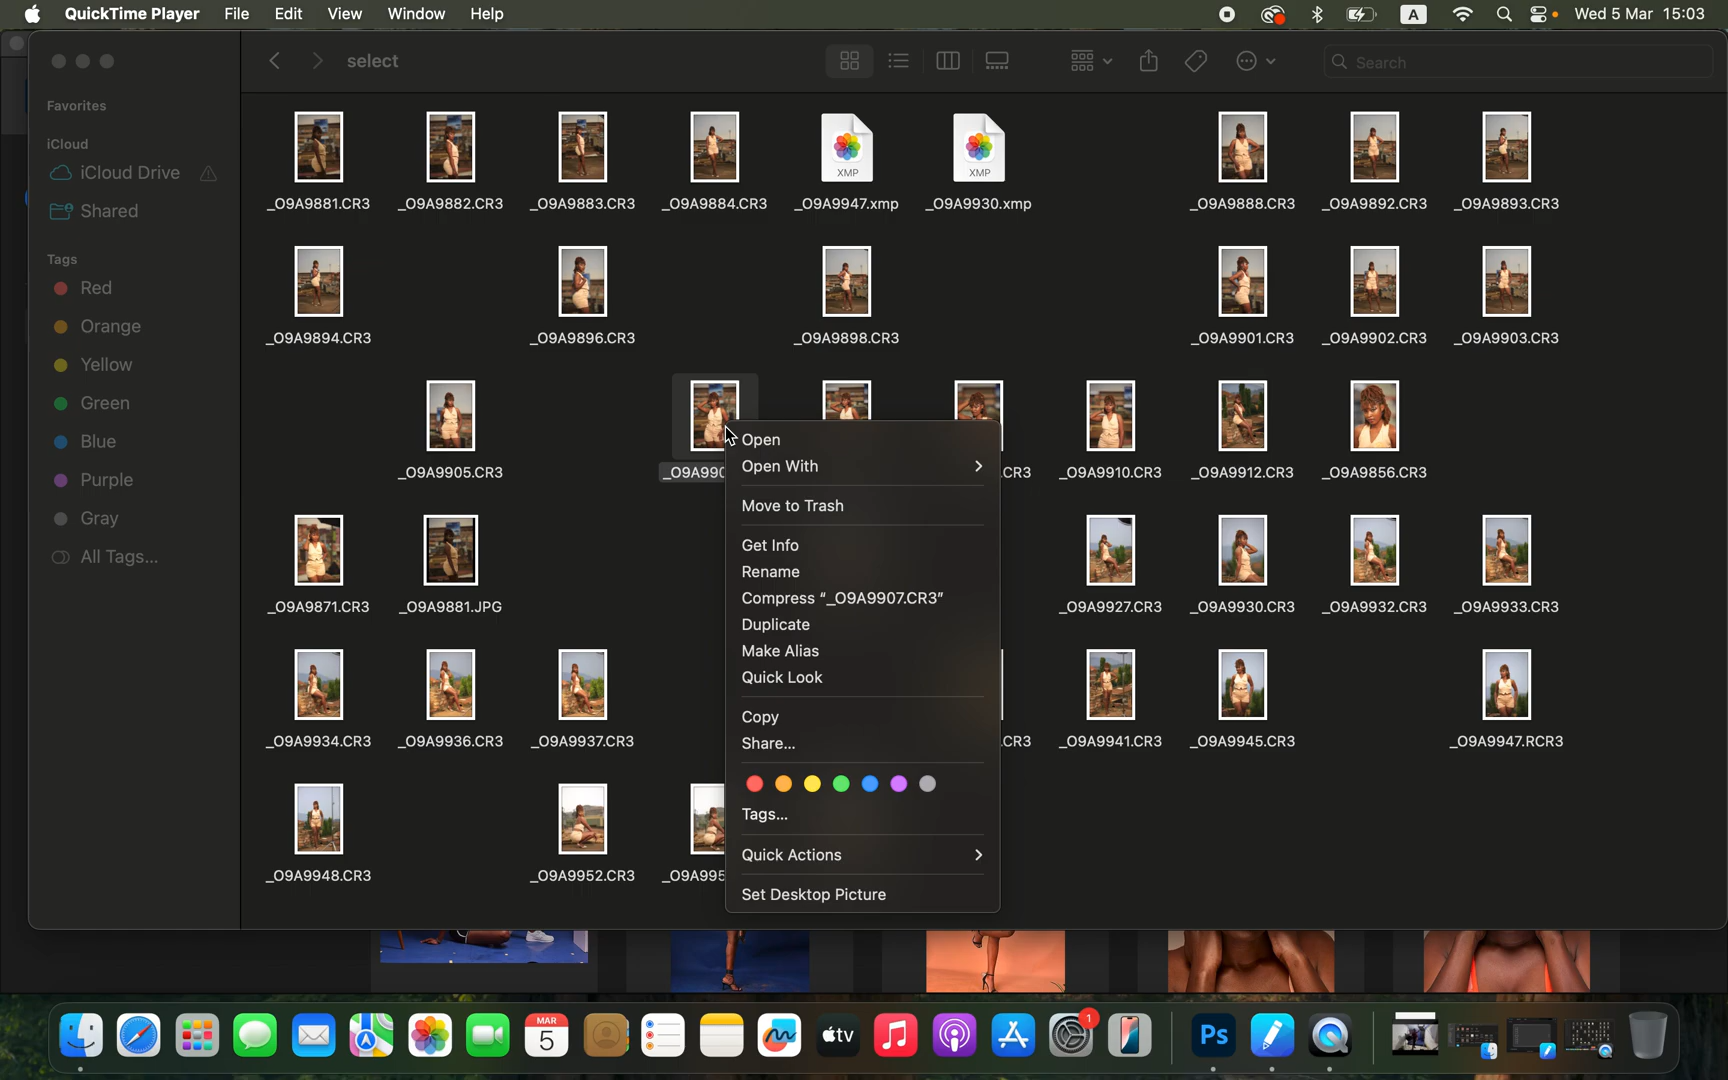 QuickTime Player File Edit View Window Help A Wed 5 Mar 15:03
select Search
Favorites
iCloud
iCloud Drive
Shared
Tags
Red
Orange
Yellow
Green
Blue
Purple
Gray
All Tags...
XMP XMP
_O9A9881.CR3 _O9A9882.CR3 _O9A9883.CR3 _O9A9884.CR3 _O9A9947.xmp _O9A9930.xmp _O9A9888.CR3 _O9A9892.CR3 _O9A9893.CR3
_O9A9894.CR3 _O9A9896.CR3 _O9A9898.CR3 _O9A9901.CR3 _O9A9902.CR3 _O9A9903.CR3
_O9A9905.CR3 _O9A990 .CR3 _O9A9910.CR3 _O9A9912.CR3 _O9A9856.CR3
_O9A9871.CR3 _O9A9881.JPG _O9A9927.CR3 _O9A9930.CR3 _O9A9932.CR3 _O9A9933.CR3
_O9A9934.CR3 _O9A9936.CR3 _O9A9937.CR3 .CR3 _O9A9941.CR3 _O9A9945.CR3 _O9A9947.RCR3
_O9A9948.CR3 _O9A9952.CR3 _O9A995
Open
Open With
Move to Trash
Get Info
Rename
Compress “_O9A9907.CR3”
Duplicate
Make Alias
Quick Look
Copy
Share...
Tags...
Quick Actions
Set Desktop Picture
MAR
5
tv
1
Ps